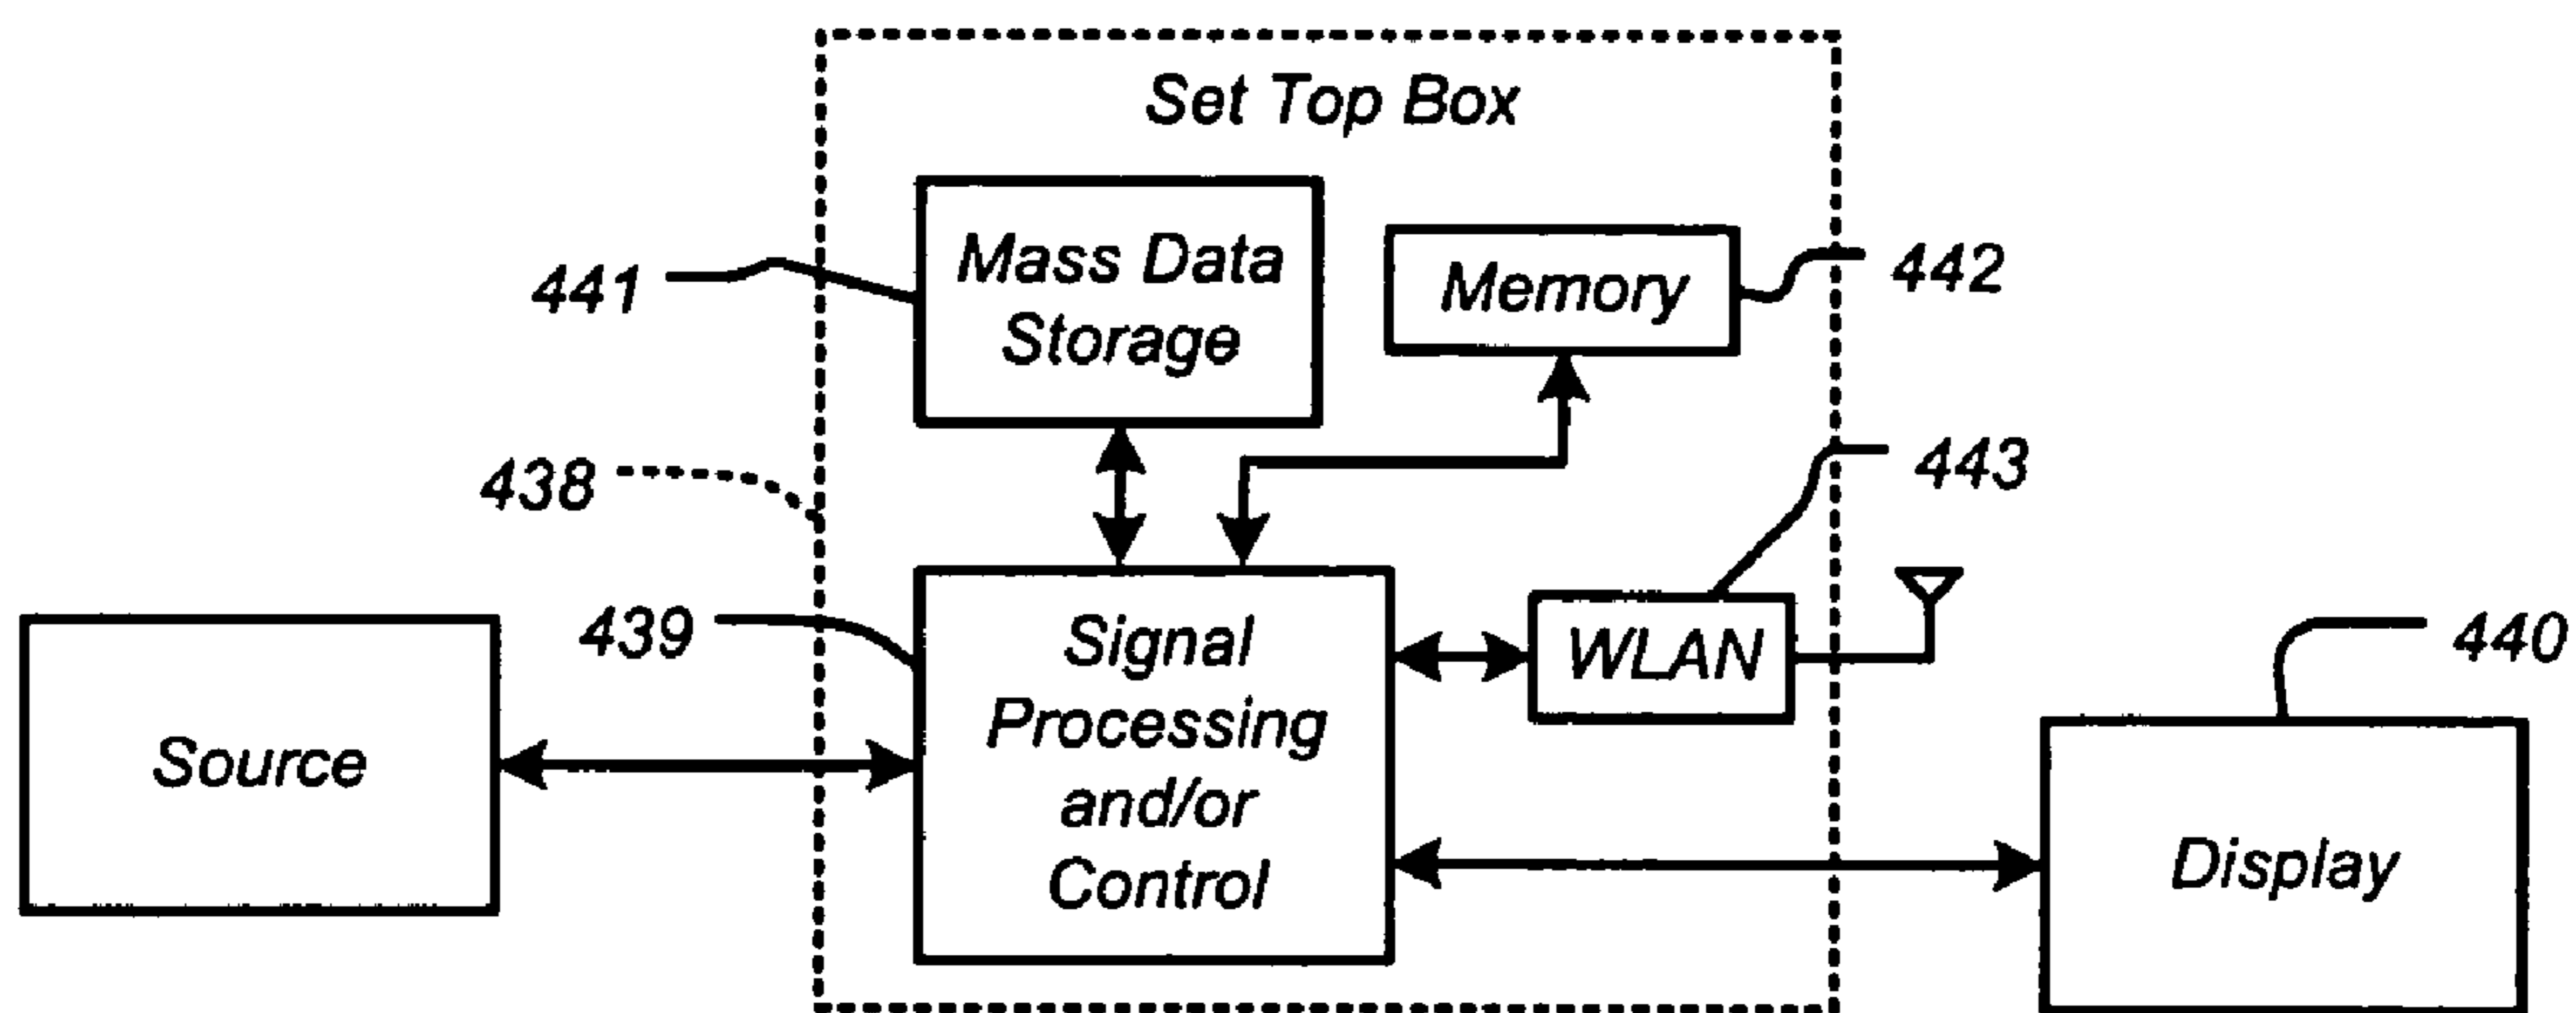 Set Top Box
441
Mass Data
Storage
Memory
442
438
443
439
Signal
Processing
and/or
Control
WLAN
440
Source
Display